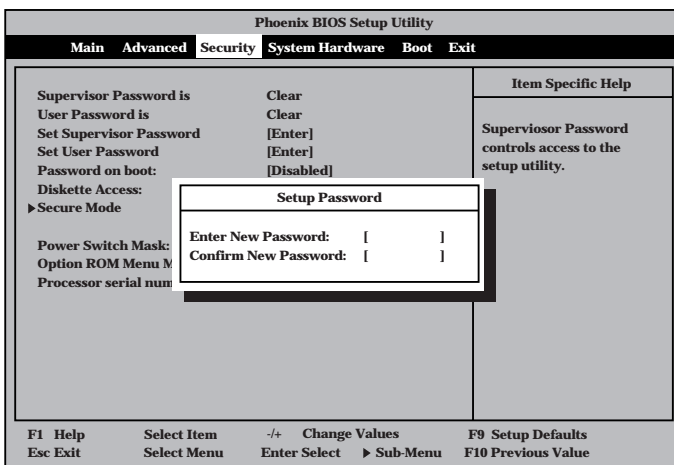 Phoenix BIOS Setup Utility
Main Advanced Security System Hardware Boot Exit
Supervisor Password is Clear
User Password is Clear
Set Supervisor Password [Enter]
Set User Password [Enter]
Password on boot: [Disabled]
Diskette Access:
▶Secure Mode
Power Switch Mask:
Option ROM Menu M
Processor serial num
Setup Password
Enter New Password: [ ]
Confirm New Password: [ ]
Item Specific Help
Superviosor Password
controls access to the
setup utility.
F1 Help Select Item -/+ Change Values F9 Setup Defaults
Esc Exit Select Menu Enter Select ▶ Sub-Menu F10 Previous Value